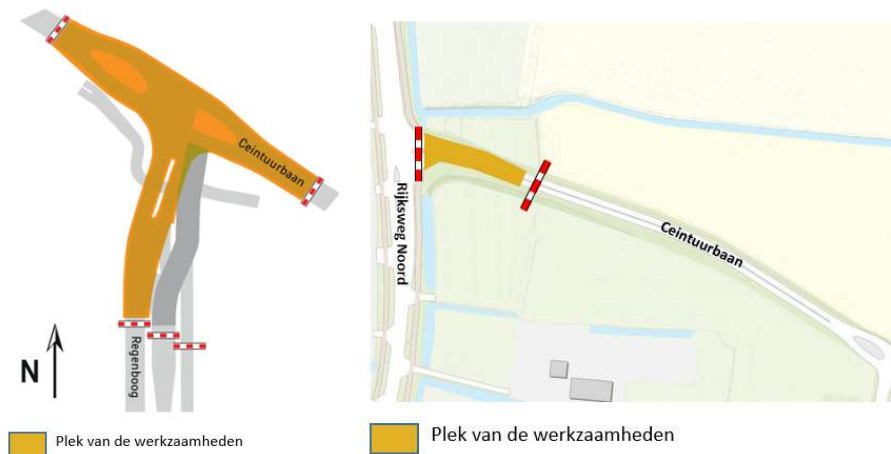 Ceintuurbaan
Regenboog
N
Plek van de werkzaamheden
Rijksweg Noord
Ceintuurbaan
Plek van de werkzaamheden